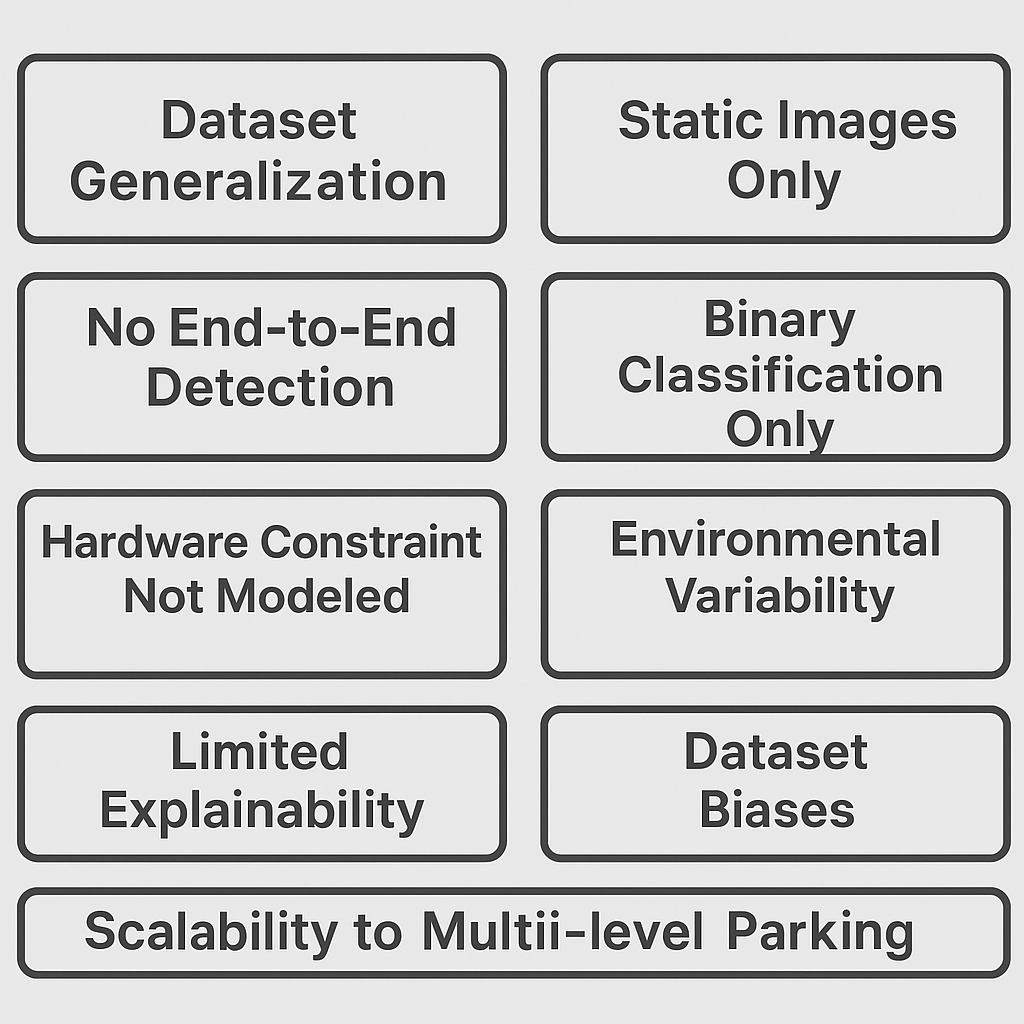 Dataset
Generalization
Static Images
Only
No End-to-End
Detection
Binary
Classification
Only
Hardware Constraint
Not Modeled
Environmental
Variability
Limited
Explainability
Dataset
Biases
Scalability to Multii-level Parking